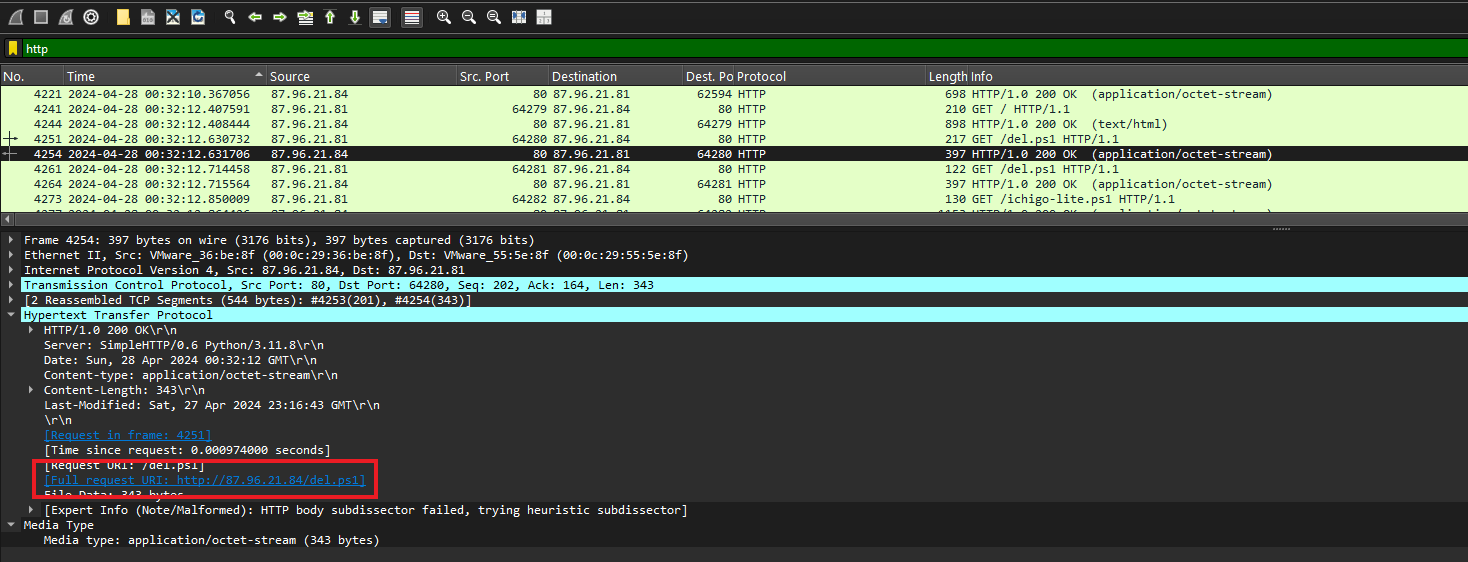 http
No. Time Source Src. Port Destination Dest. Po Protocol Length Info
4221 2024-04-28 00:32:10.367056 87.96.21.84 80 87.96.21.81 62594 HTTP 698 HTTP/1.0 200 OK (application/octet-stream)
4241 2024-04-28 00:32:12.407591 87.96.21.81 64279 87.96.21.84 80 HTTP 210 GET / HTTP/1.1
4244 2024-04-28 00:32:12.408444 87.96.21.84 80 87.96.21.81 64279 HTTP 898 HTTP/1.0 200 OK (text/html)
4251 2024-04-28 00:32:12.630732 87.96.21.81 64280 87.96.21.84 80 HTTP 217 GET /del.ps1 HTTP/1.1
4254 2024-04-28 00:32:12.631706 87.96.21.84 80 87.96.21.81 64280 HTTP 397 HTTP/1.0 200 OK (application/octet-stream)
4261 2024-04-28 00:32:12.714458 87.96.21.81 64281 87.96.21.84 80 HTTP 122 GET /del.ps1 HTTP/1.1
4264 2024-04-28 00:32:12.715564 87.96.21.84 80 87.96.21.81 64281 HTTP 397 HTTP/1.0 200 OK (application/octet-stream)
4273 2024-04-28 00:32:12.850009 87.96.21.81 64282 87.96.21.84 80 HTTP 130 GET /ichigo-lite.ps1 HTTP/1.1
Frame 4254: 397 bytes on wire (3176 bits), 397 bytes captured (3176 bits)
Ethernet II, Src: VMware_36:be:8f (00:0c:29:36:be:8f), Dst: VMware_55:5e:8f (00:0c:29:55:5e:8f)
Internet Protocol Version 4, Src: 87.96.21.84, Dst: 87.96.21.81
Transmission Control Protocol, Src Port: 80, Dst Port: 64280, Seq: 202, Ack: 164, Len: 343
[2 Reassembled TCP Segments (544 bytes): #4253(201), #4254(343)]
Hypertext Transfer Protocol
HTTP/1.0 200 OK\r\n
Server: SimpleHTTP/0.6 Python/3.11.8\r\n
Date: Sun, 28 Apr 2024 00:32:12 GMT\r\n
Content-type: application/octet-stream\r\n
Content-Length: 343\r\n
Last-Modified: Sat, 27 Apr 2024 23:16:43 GMT\r\n
\r\n
[Request in frame: 4251]
[Time since request: 0.000974000 seconds]
[Request URI: /del.ps1]
[Full request URI: http://87.96.21.84/del.ps1]
File Data: 343 bytes
[Expert Info (Note/Malformed): HTTP body subdissector failed, trying heuristic subdissector]
Media Type
Media type: application/octet-stream (343 bytes)